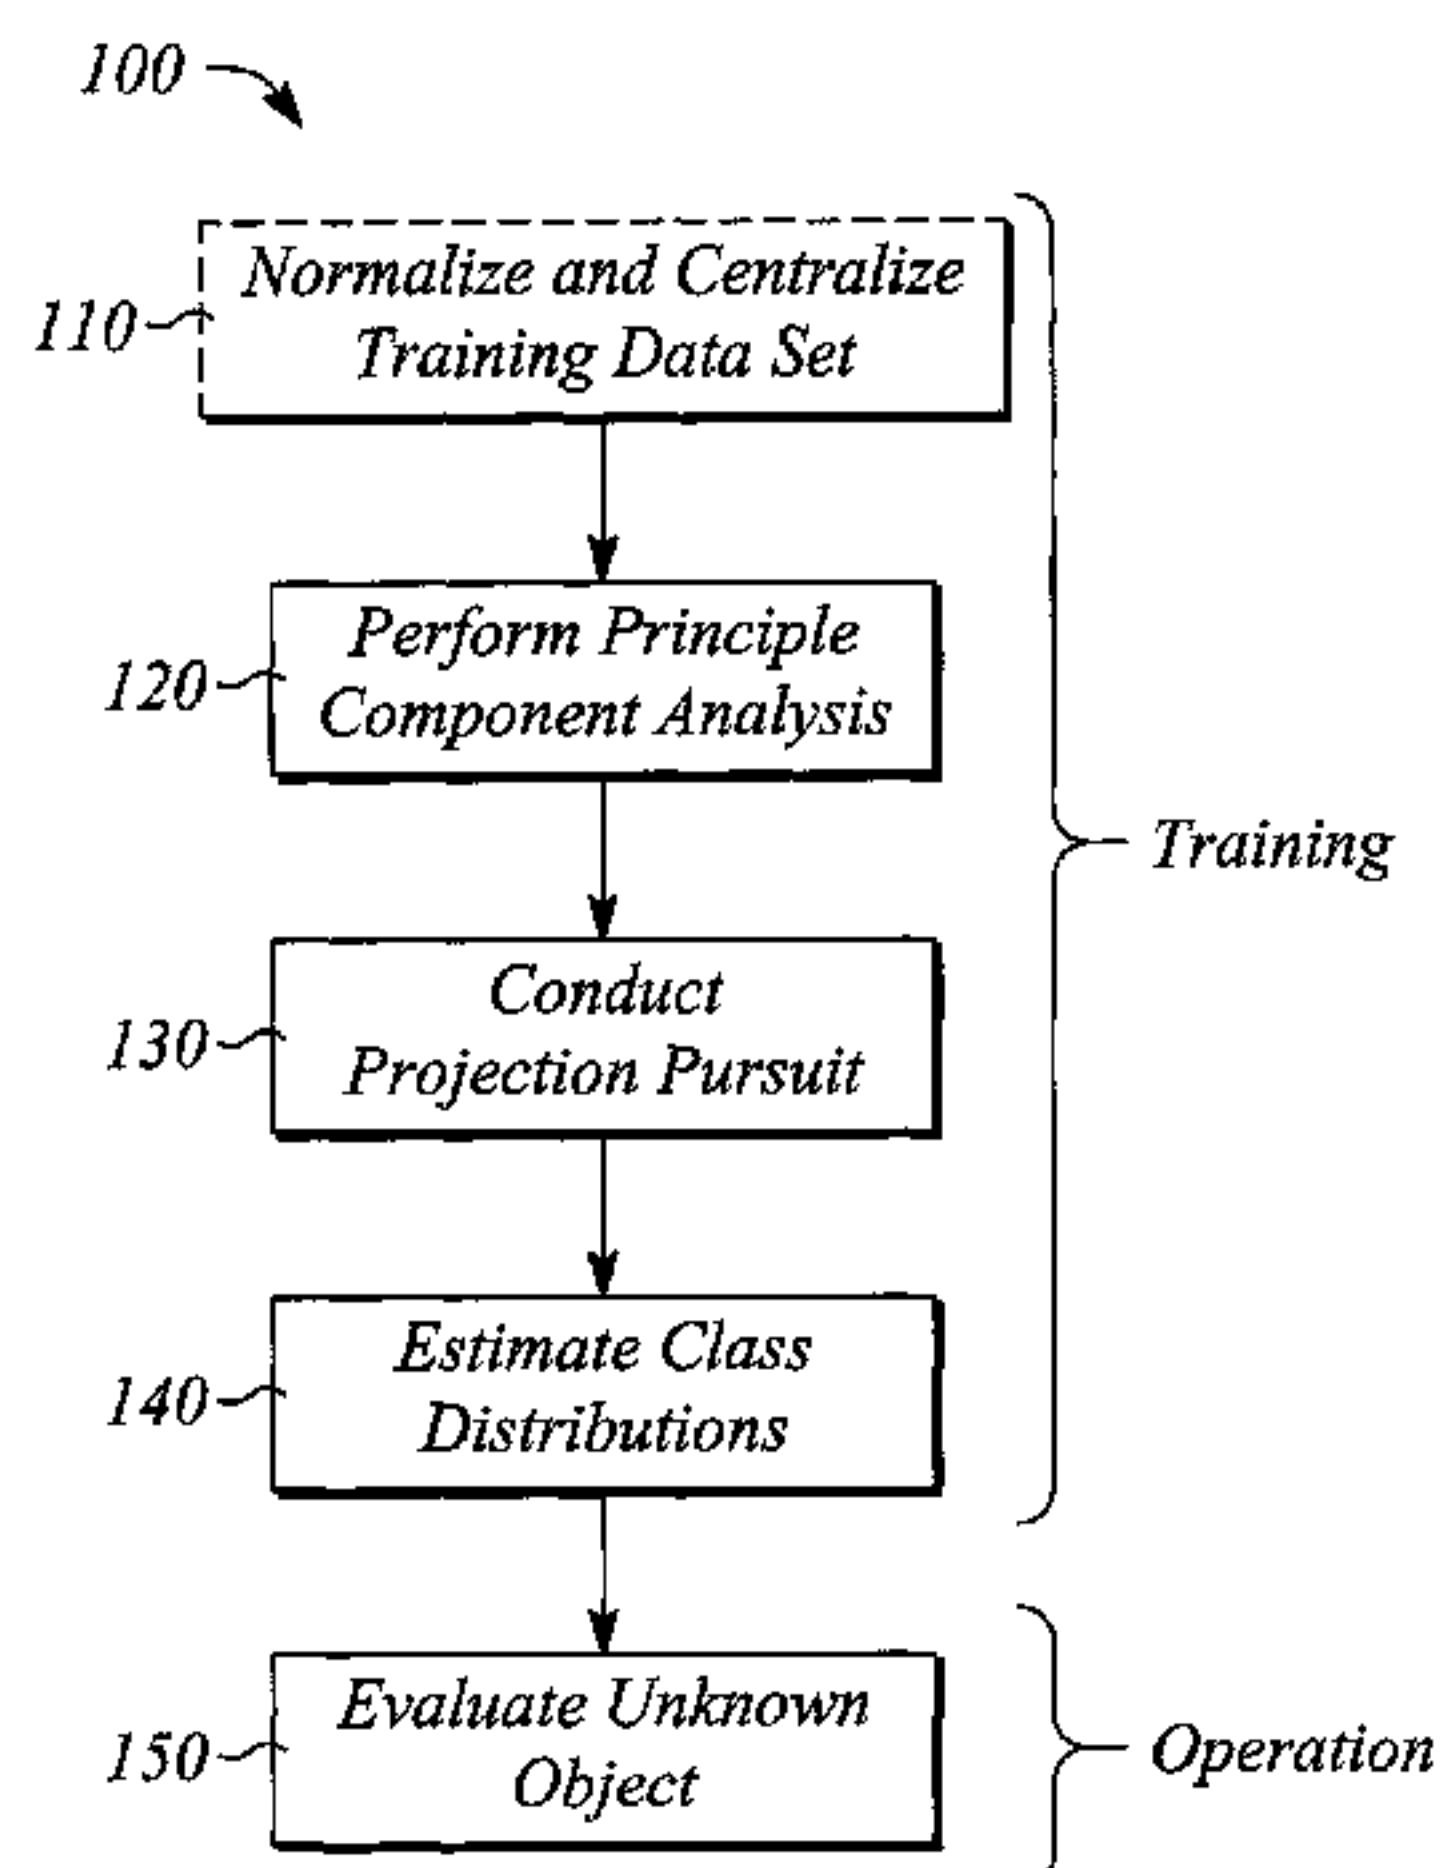 100
110
Normalize and Centralize
Training Data Set
120
Perform Principle
Component Analysis
Training
130
Conduct
Projection Pursuit
140
Estimate Class
Distributions
150
Evaluate Unknown
Object
Operation